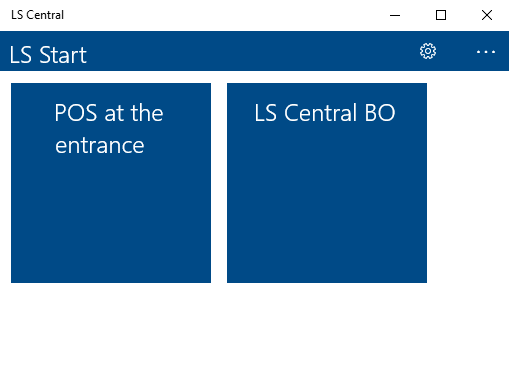 LS Central
LS Start
POS at the
entrance
LS Central BO